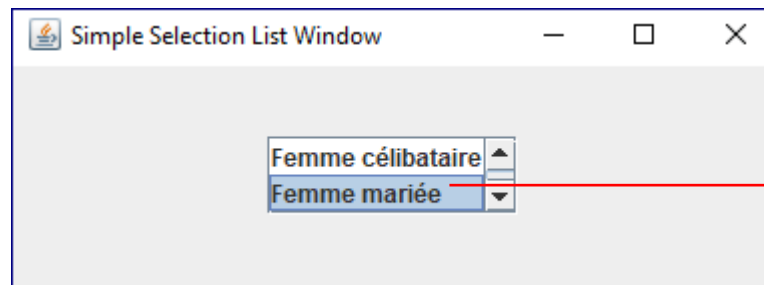 Simple Selection List Window
Femme célibataire
Femme mariée